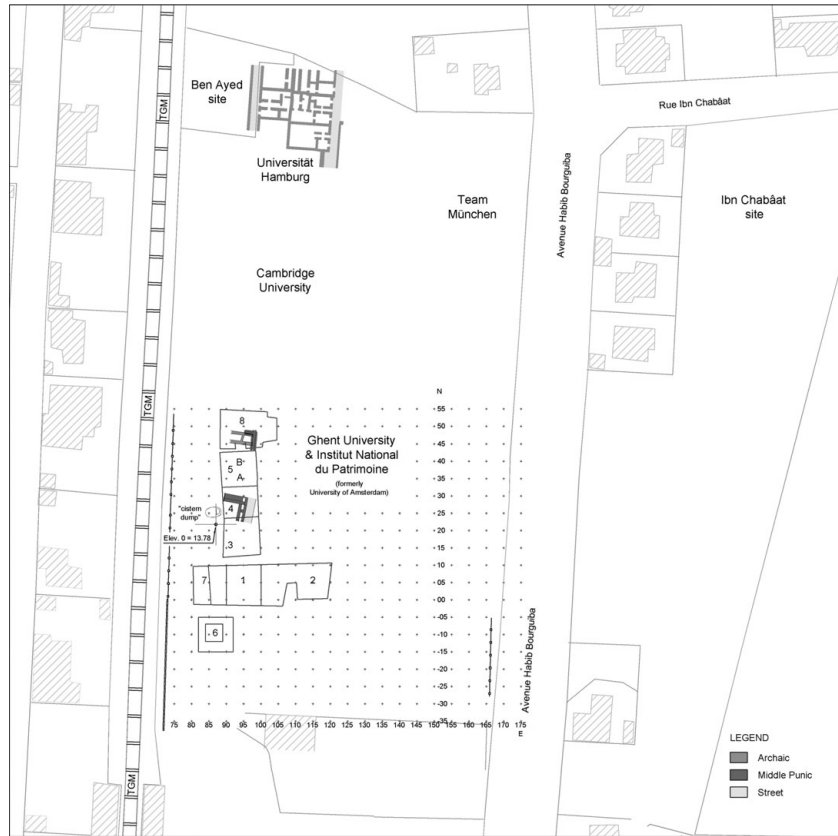 TGM
Ben Ayed
site
Universität
Hamburg
Rue Ibn Chabâat
Team
München
Avenue Habib Bourguiba
Ibn Chabâat
site
Cambridge
University
TGM
N
55
50
45
40
35
30
25
20
15
10
05
00
-05
-10
-15
-20
-25
-30
-35
8
Ghent University
& Institut National
du Patrimoine
(formerly
University of Amsterdam)
B
5
A
"cistern
dump"
4
Elev. 0 = 13.78
3
7 1 2
6
Avenue Habib Bourguiba
75 80 85 90 95 100 105 110 115 120 125 130 135 140 145 150 155 160 165 170 175
E
TGM
LEGEND
Archaic
Middle Punic
Street